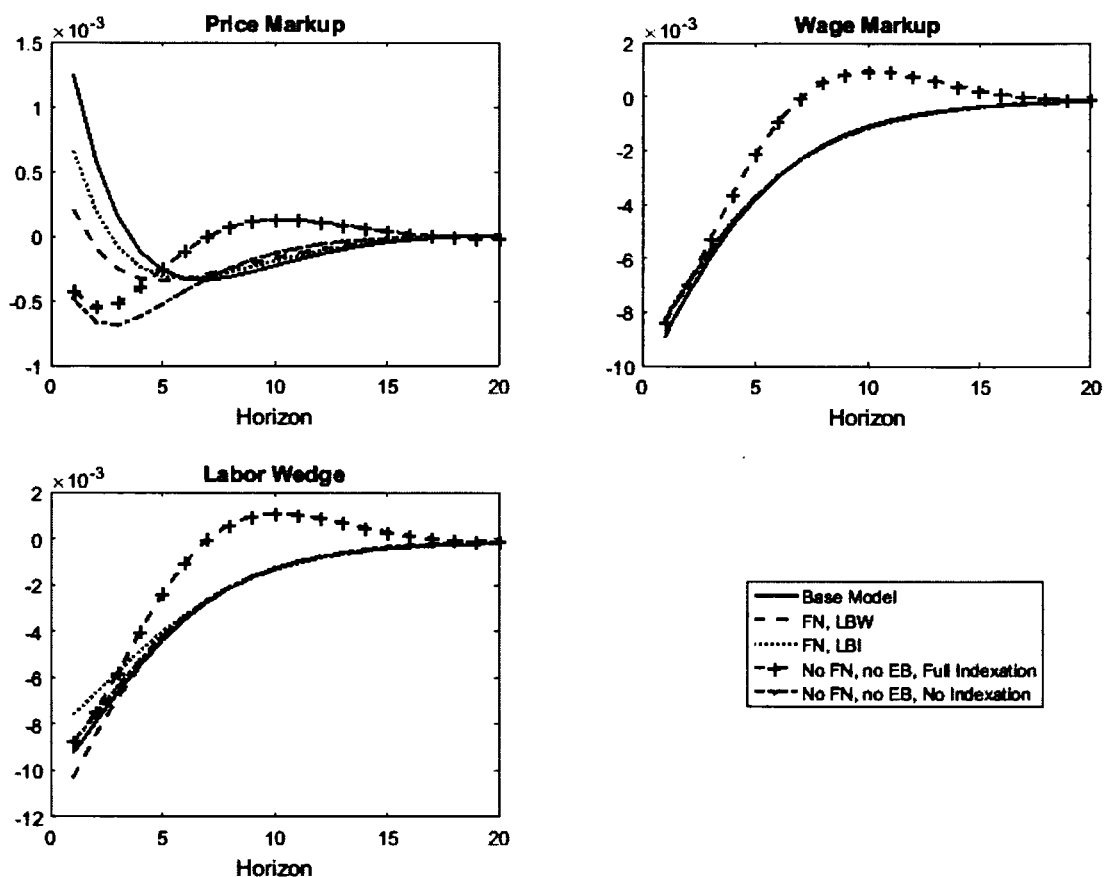 Price Markup
×10⁻³
1.5
1
0.5
0
-0.5
-1
0 5 10 15 20
Horizon
Wage Markup
×10⁻³
2
0
-2
-4
-6
-8
-10
0 5 10 15 20
Horizon
Labor Wedge
×10⁻³
2
0
-2
-4
-6
-8
-10
-12
0 5 10 15 20
Horizon
Base Model
FN, LBW
FN, LBI
No FN, no EB, Full Indexation
No FN, no EB, No Indexation